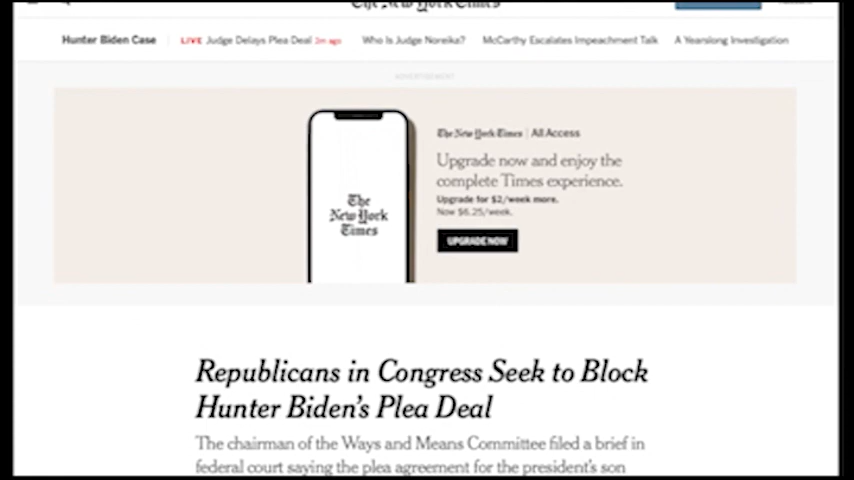 The New York Times
Hunter Biden Case LIVE Judge Delays Plea Deal 2m ago Who Is Judge Noreika? McCarthy Escalates Impeachment Talk A Yearslong Investigation
ADVERTISEMENT
The New York Times | All Access
Upgrade now and enjoy the
complete Times experience.
Upgrade for $2/week more.
Now $6.25/week.
UPGRADE NOW
The
New York
Times
Republicans in Congress Seek to Block
Hunter Biden's Plea Deal
The chairman of the Ways and Means Committee filed a brief in
federal court saying the plea agreement for the president's son